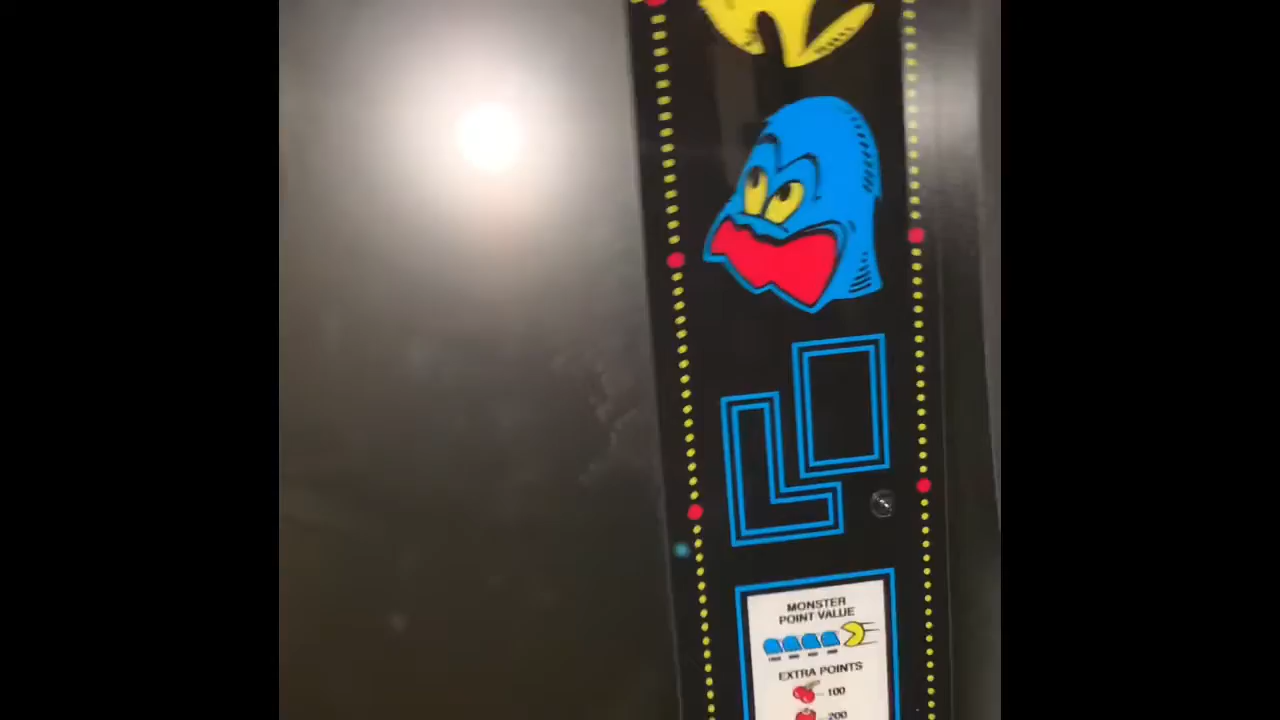 MONSTER
POINT VALUE
EXTRA POINTS
100
200